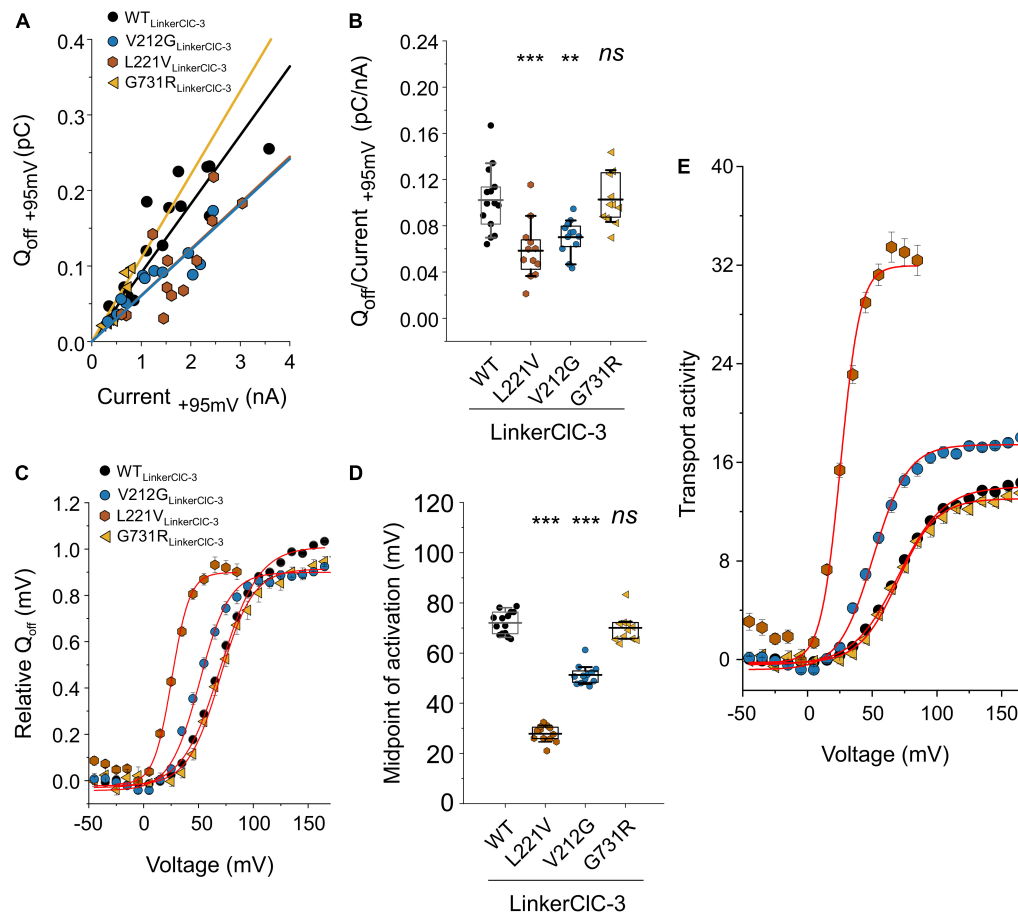 A
WT LinkerClC-3
V212G LinkerClC-3
L221V LinkerClC-3
G731R LinkerClC-3
0.4
0.3
0.2
0.1
0.0
Q off +95mV (pC)
0 1 2 3 4
Current +95mV (nA)
B
*** ** ns
0.24
0.20
0.16
0.12
0.08
0.04
0.00
Q off/Current +95mV (pC/nA)
WT L221V V212G G731R
LinkerClC-3
C
WT LinkerClC-3
V212G LinkerClC-3
L221V LinkerClC-3
G731R LinkerClC-3
1.2
1.0
0.8
0.6
0.4
0.2
0.0
Relative Q off (mV)
-50 0 50 100 150
Voltage (mV)
D
*** *** ns
120
100
80
60
40
20
0
Midpoint of activation (mV)
WT L221V V212G G731R
LinkerClC-3
E
40
32
24
16
8
0
Transport activity
-50 0 50 100 150
Voltage (mV)